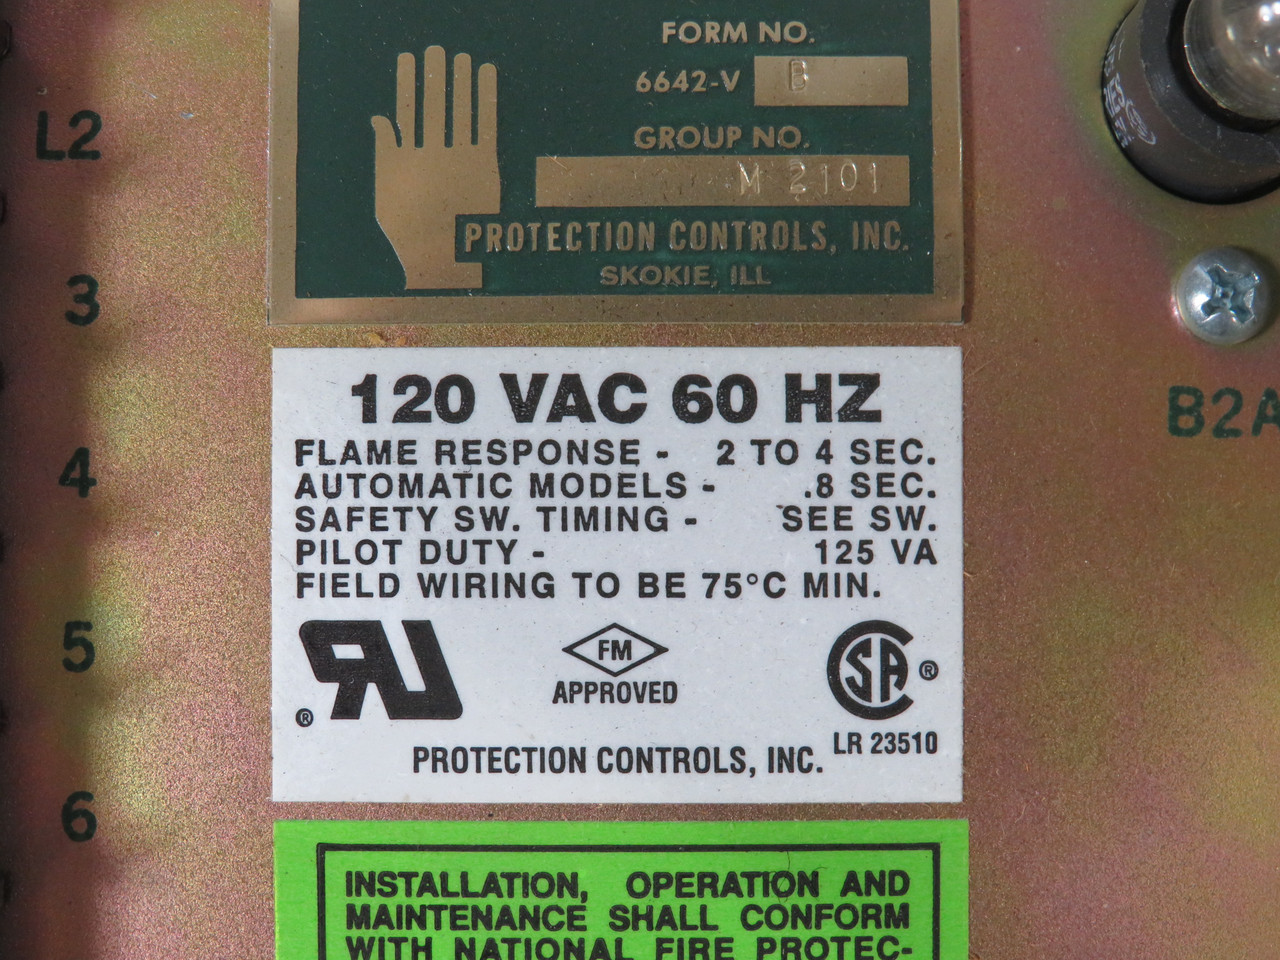 FORM NO.
6642-V B
GROUP NO.
M 2101
PROTECTION CONTROLS, INC.
SKOKIE, ILL
L2
3
4
5
6
B2A
120 VAC 60 HZ
FLAME RESPONSE - 2 TO 4 SEC.
AUTOMATIC MODELS - .8 SEC.
SAFETY SW. TIMING - SEE SW.
PILOT DUTY - 125 VA
FIELD WIRING TO BE 75°C MIN.
®
FM
APPROVED
SA ®
LR 23510
PROTECTION CONTROLS, INC.
INSTALLATION, OPERATION AND
MAINTENANCE SHALL CONFORM
WITH NATIONAL FIRE PROTEC-